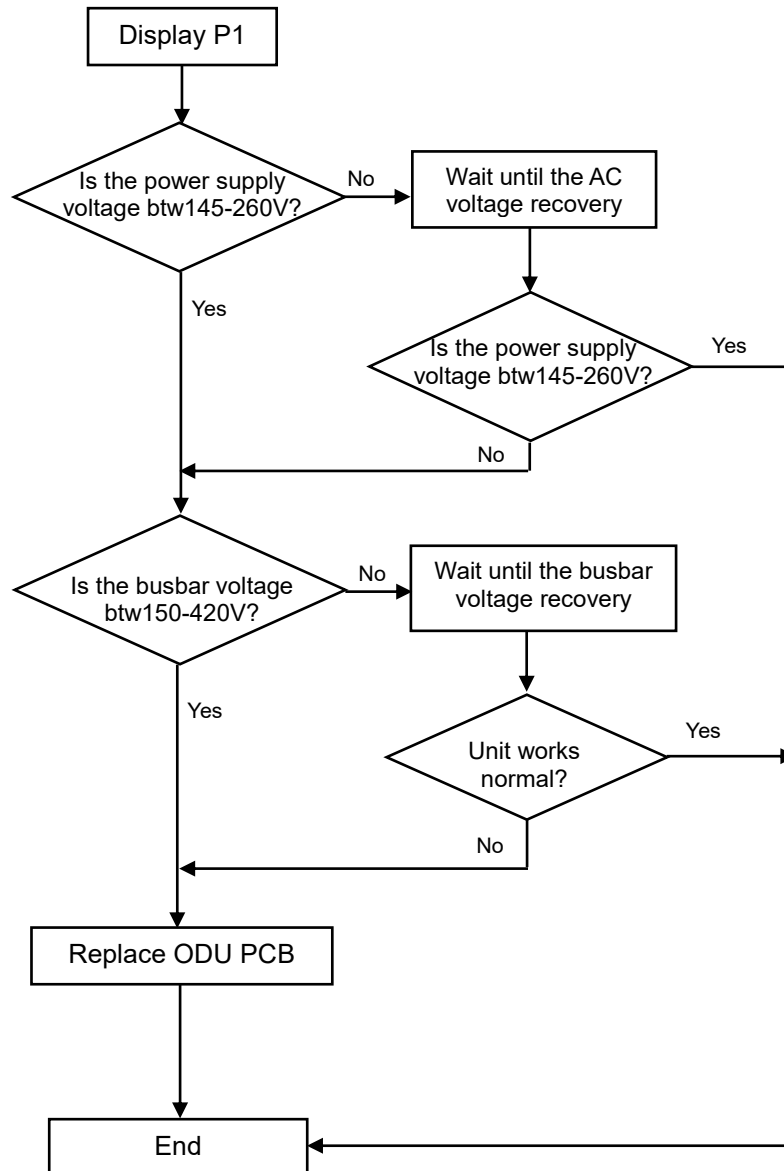 Display P1
Is the power supply
voltage btw145-260V?
No
Wait until the AC
voltage recovery
Yes
Is the power supply
voltage btw145-260V?
Yes
No
Is the busbar voltage
btw150-420V?
No
Wait until the busbar
voltage recovery
Yes
Unit works
normal?
Yes
No
Replace ODU PCB
End